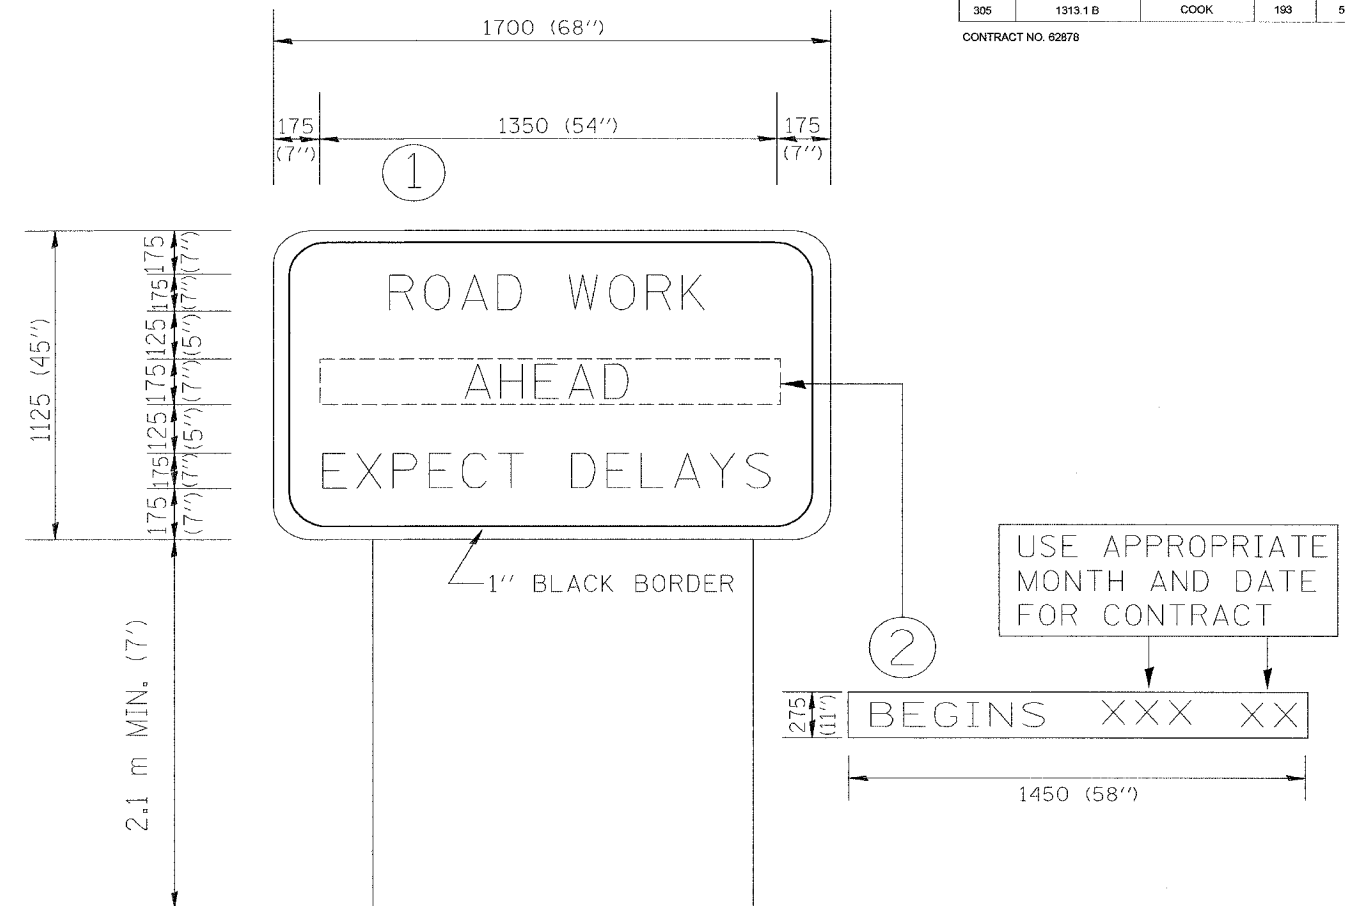 305 1313.1 B COOK 193 5
CONTRACT NO. 62878
1700 (68'')
175 1350 (54'') 175
(7'') (7'')
1
1125 (45'')
175 (7'')
175 (7'')
125 (5'')
175 (7'')
125 (5'')
175 (7'')
175 (7'')
ROAD WORK
AHEAD
EXPECT DELAYS
1'' BLACK BORDER
2.1 m MIN. (7')
2
USE APPROPRIATE
MONTH AND DATE
FOR CONTRACT
275 (11'')
BEGINS XXX XX
1450 (58'')